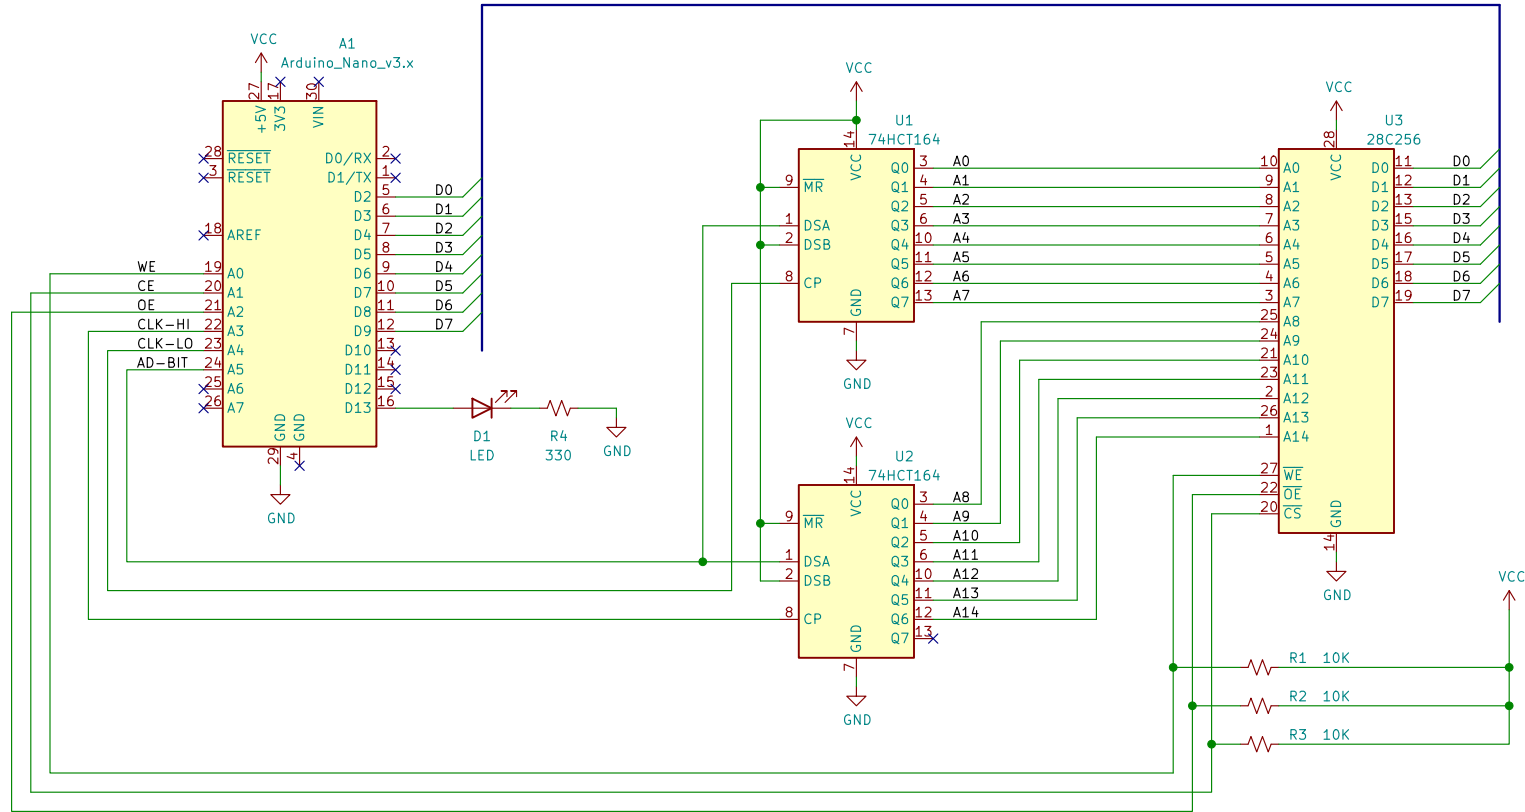 VCC
A1
Arduino_Nano_v3.x
27
17
30
+5V
3V3
VIN
28 RESET
3 RESET
18 AREF
WE 19 A0
CE 20 A1
OE 21 A2
CLK-HI 22 A3
CLK-LO 23 A4
AD-BIT 24 A5
25 A6
26 A7
D0/RX 2
D1/TX 1
D2 5 D0
D3 6 D1
D4 7 D2
D5 8 D3
D6 9 D4
D7 10 D5
D8 11 D6
D9 12 D7
D10 13
D11 14
D12 15
D13 16
GND
GND
29
4
GND
D1
LED
R4
330
GND
VCC
U1
74HCT164
14
VCC
9 MR
1 DSA
2 DSB
8 CP
Q0 3 A0
Q1 4 A1
Q2 5 A2
Q3 6 A3
Q4 10 A4
Q5 11 A5
Q6 12 A6
Q7 13 A7
GND
7
GND
VCC
U2
74HCT164
14
VCC
9 MR
1 DSA
2 DSB
8 CP
Q0 3 A8
Q1 4 A9
Q2 5 A10
Q3 6 A11
Q4 10 A12
Q5 11 A13
Q6 12 A14
Q7 13
GND
7
GND
VCC
U3
28C256
28
VCC
10 A0
9 A1
8 A2
7 A3
6 A4
5 A5
4 A6
3 A7
25 A8
24 A9
21 A10
23 A11
2 A12
26 A13
1 A14
27 WE
22 OE
20 CS
D0 11 D0
D1 12 D1
D2 13 D2
D3 15 D3
D4 16 D4
D5 17 D5
D6 18 D6
D7 19 D7
GND
14
GND
VCC
R1 10K
R2 10K
R3 10K